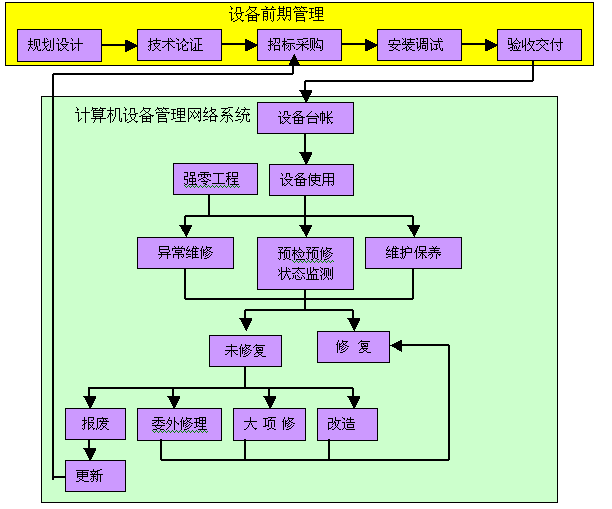 设备前期管理
规划设计
技术论证
招标采购
安装调试
验收交付
计算机设备管理网络系统
设备台帐
强零工程
设备使用
异常维修
预检预修
状态监测
维护保养
未修复
修 复
报废
委外修理
大 项 修
改造
更新